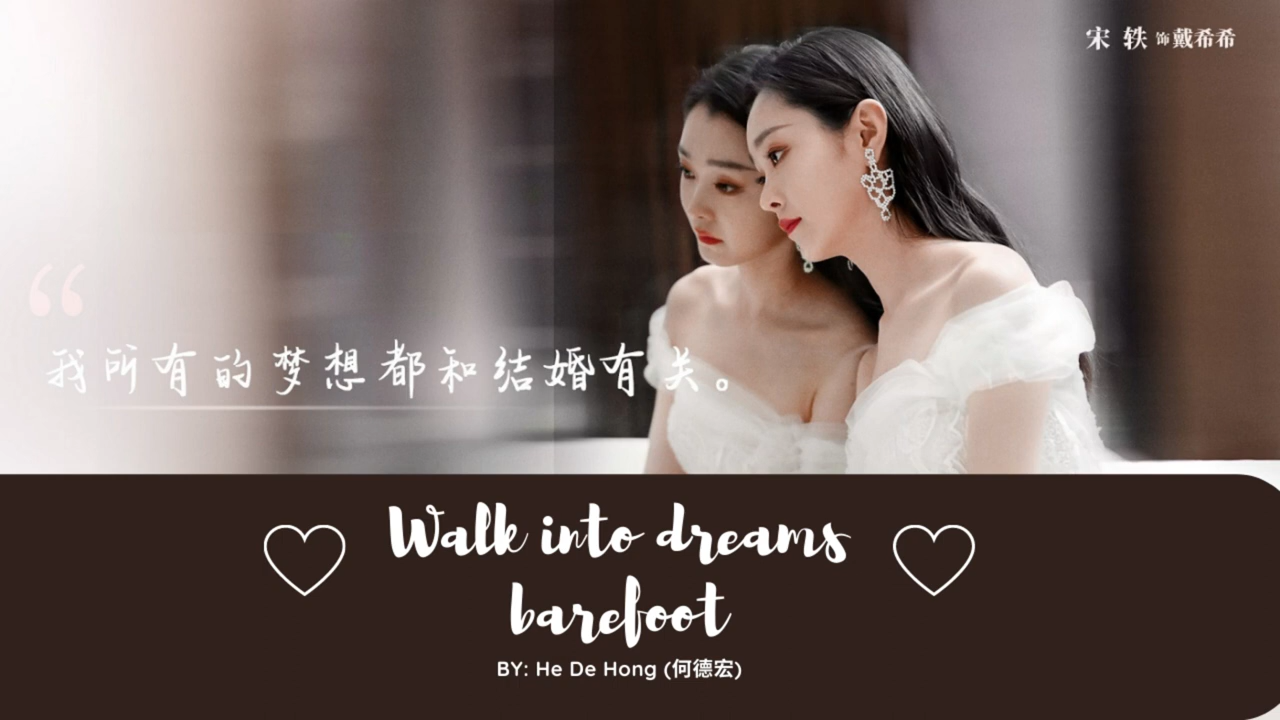 宋轶 饰戴希希
“
我所有的梦想都和结婚有关。
Walk into dreams
barefoot
BY: He De Hong (何德宏)